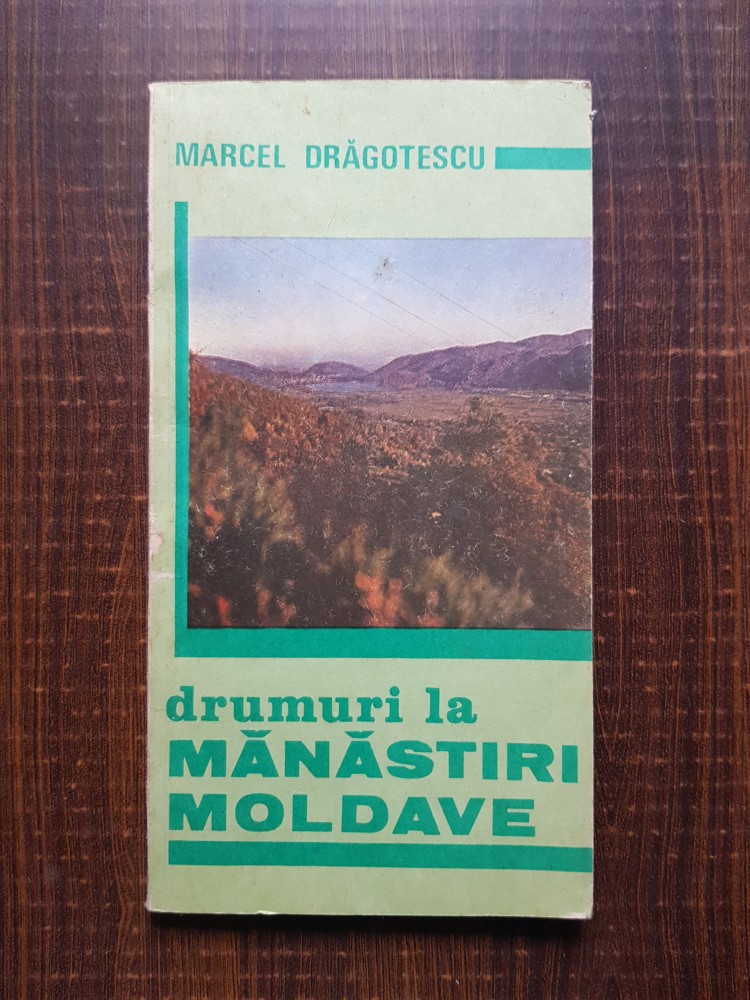 MARCEL DRĂGOTESCU
drumuri la
MĂNĂSTIRI
MOLDAVE